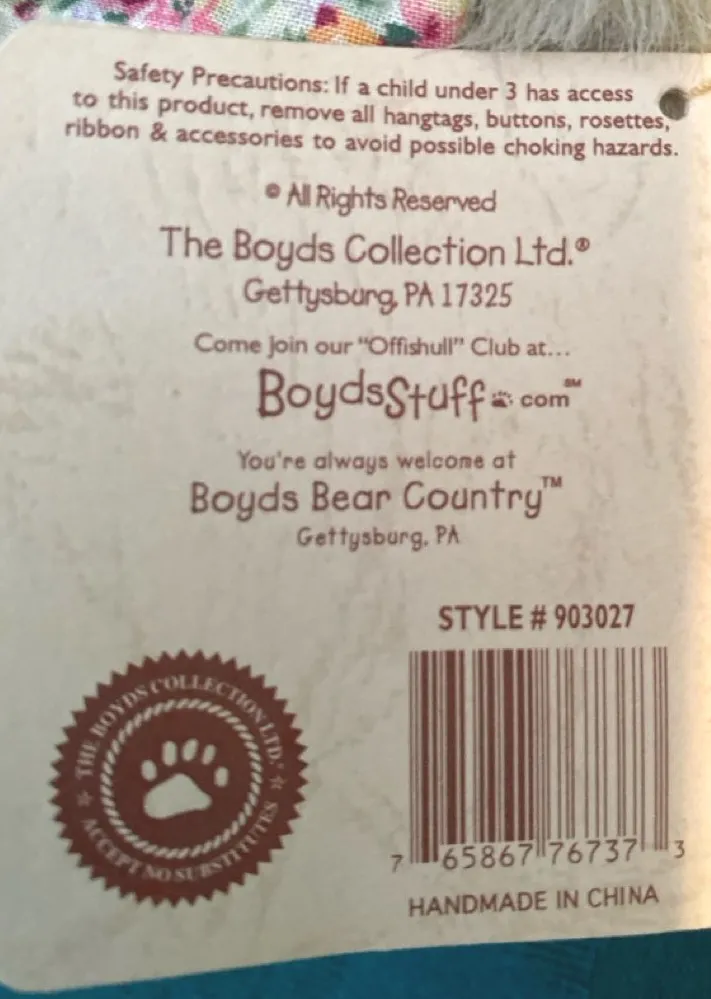 Safety Precautions: If a child under 3 has access
to this product, remove all hangtags, buttons, rosettes,
ribbon & accessories to avoid possible choking hazards.
© All Rights Reserved
The Boyds Collection Ltd.®
Gettysburg, PA 17325
Come join our "Offishull" Club at...
BoydsStuff.com℠
You're always welcome at
Boyds Bear Country™
Gettysburg, PA
STYLE # 903027
THE BOYDS COLLECTION LTD.
ACCEPT NO SUBSTITUTES
7 65867 76737 3
HANDMADE IN CHINA